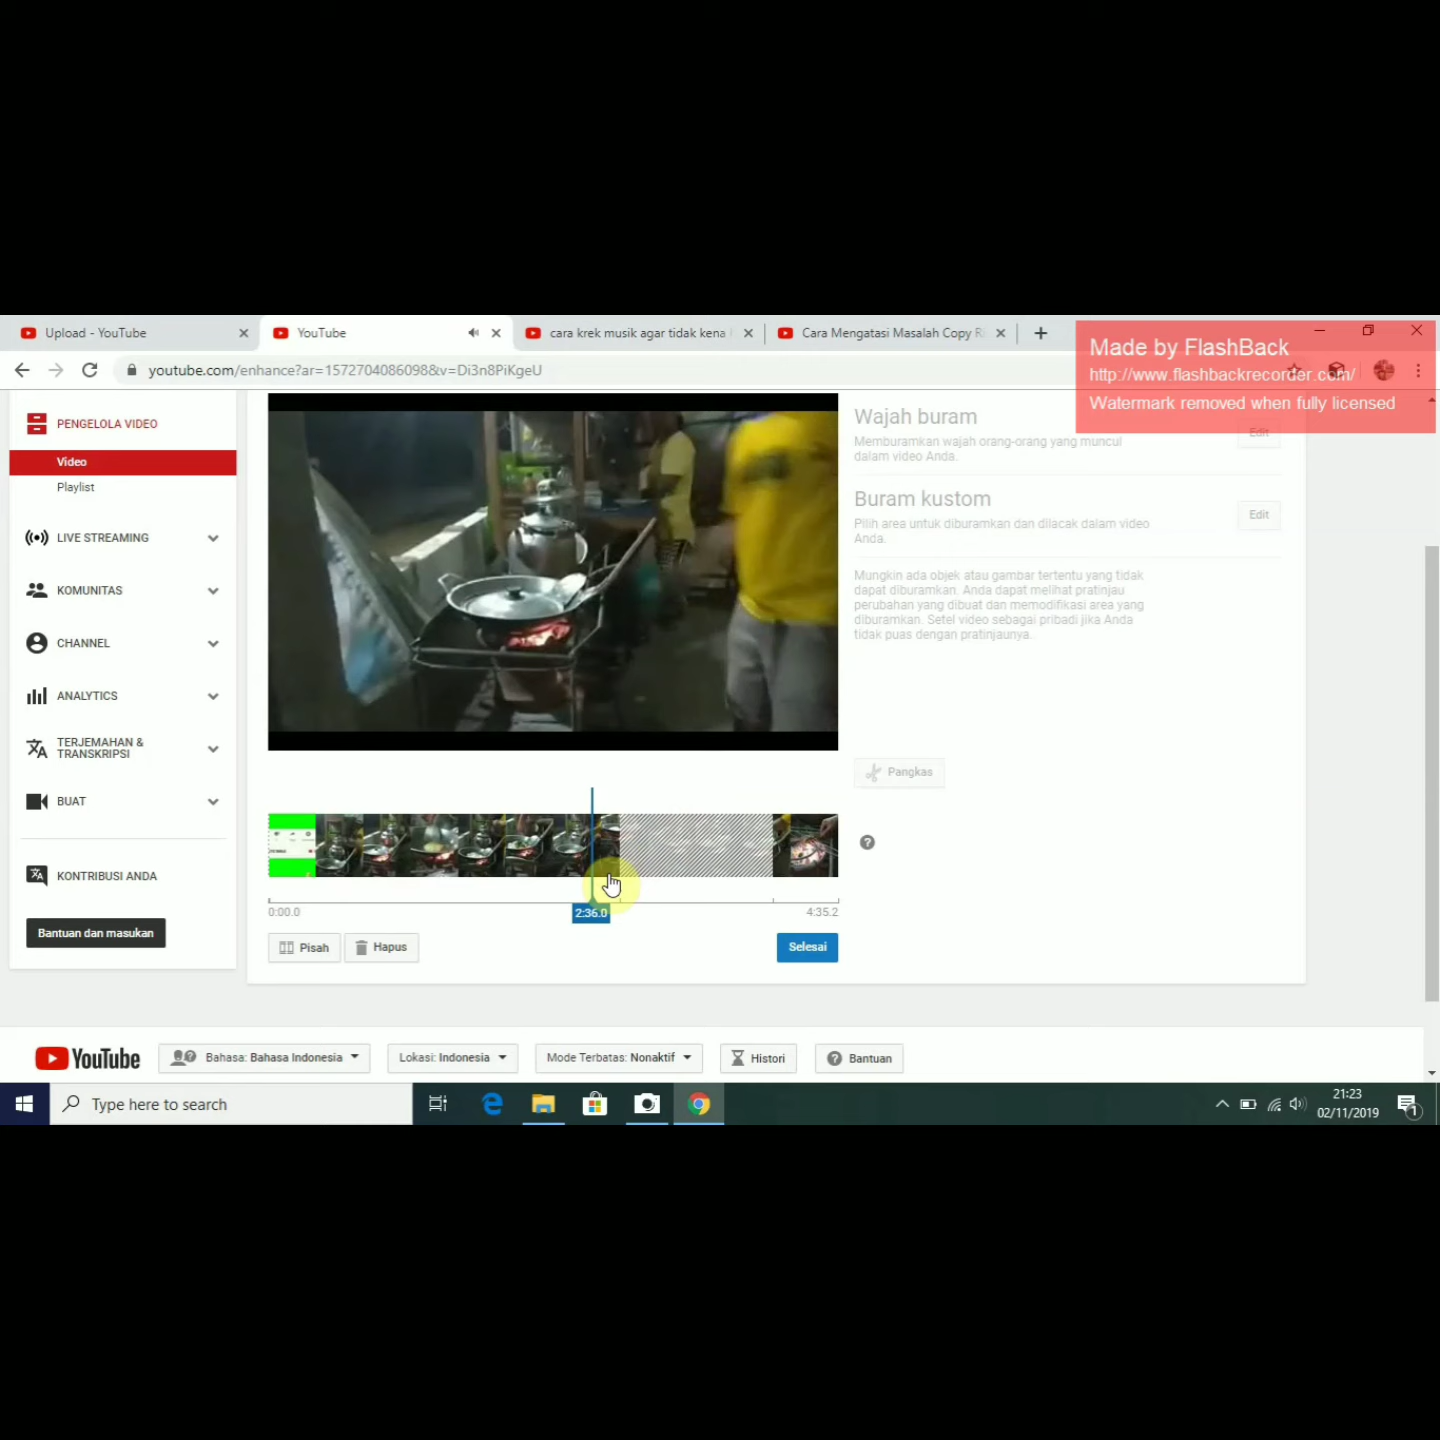 Upload - YouTube
YouTube
cara krek musik agar tidak kena
Cara Mengatasi Masalah Copy R
Made by FlashBack
http://www.flashbackrecorder.com/
Watermark removed when fully licensed
youtube.com/enhance?ar=1572704086098&v=Di3n8PiKgeU
PENGELOLA VIDEO
Video
Playlist
LIVE STREAMING
KOMUNITAS
CHANNEL
ANALYTICS
TERJEMAHAN &
TRANSKRIPSI
BUAT
KONTRIBUSI ANDA
Bantuan dan masukan
Wajah buram
Edit
Memburamkan wajah orang-orang yang muncul
dalam video Anda.
Buram kustom
Edit
Pilih area untuk diburamkan dan dilacak dalam video
Anda.
Mungkin ada objek atau gambar tertentu yang tidak
dapat diburamkan. Anda dapat melihat pratinjau
perubahan yang dibuat dan memodifikasi area yang
diburamkan. Setel video sebagai pribadi jika Anda
tidak puas dengan pratinjaunya.
Pangkas
0:00.0
2:36.0
4:35.2
Pisah
Hapus
Selesai
YouTube
Bahasa: Bahasa Indonesia
Lokasi: Indonesia
Mode Terbatas: Nonaktif
Histori
Bantuan
Type here to search
21:23
02/11/2019
1